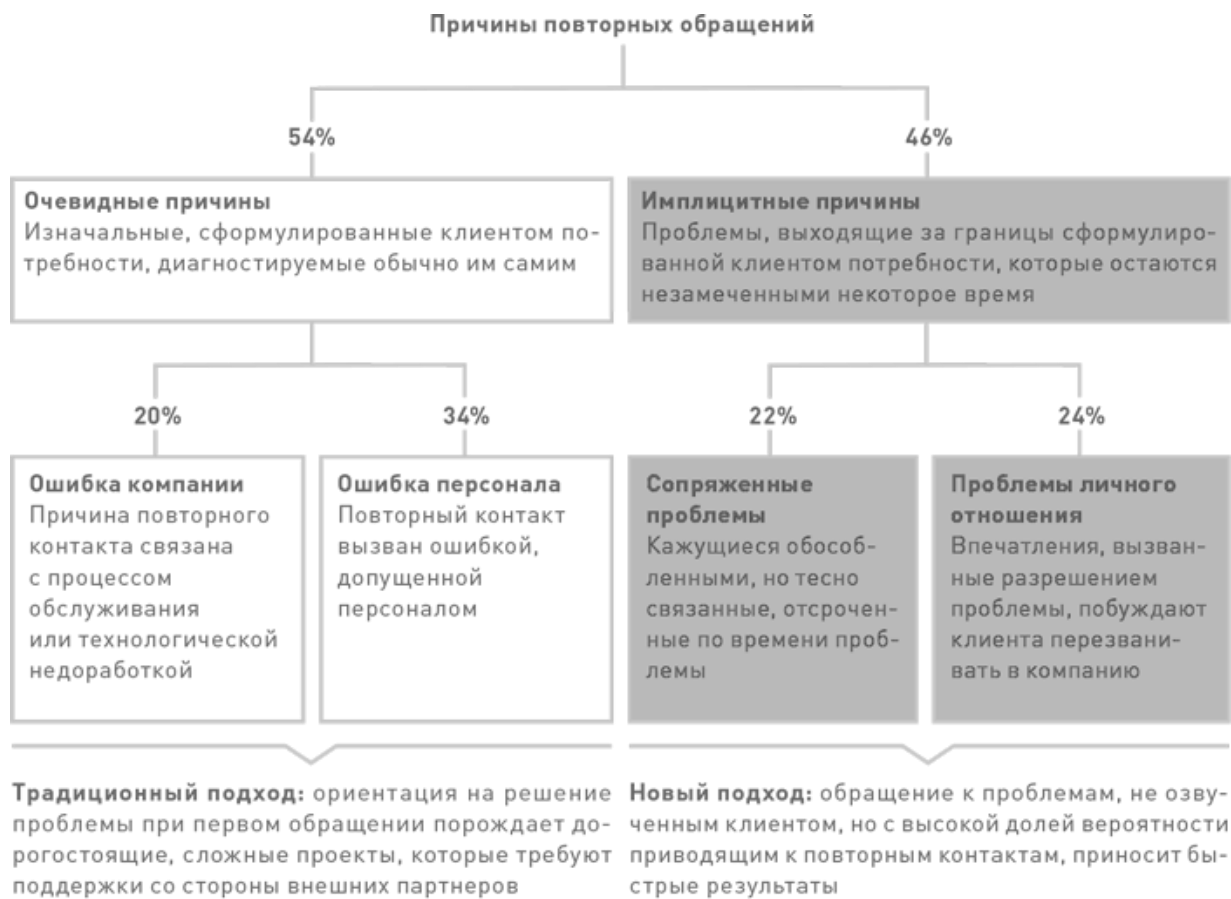 Причины повторных обращений
54%
46%
Очевидные причины
Изначальные, сформулированные клиентом по-
требности, диагностируемые обычно им самим
Имплицитные причины
Проблемы, выходящие за границы сформулиро-
ванной клиентом потребности, которые остаются
незамеченными некоторое время
20%
34%
22%
24%
Ошибка компании
Причина повторного
контакта связана
с процессом
обслуживания
или технологической
недоработкой
Ошибка персонала
Повторный контакт
вызван ошибкой,
допущенной
персоналом
Сопряженные
проблемы
Кажущиеся обособ-
ленными, но тесно
связанные, отсрочен-
ные по времени проб-
лемы
Проблемы личного
отношения
Впечатления, вызван-
ные разрешением
проблемы, побуждают
клиента перезвани-
вать в компанию
Традиционный подход: ориентация на решение
проблемы при первом обращении порождает до-
рогостоящие, сложные проекты, которые требуют
поддержки со стороны внешних партнеров
Новый подход: обращение к проблемам, не озву-
ченным клиентом, но с высокой долей вероятности
приводящим к повторным контактам, приносит бы-
стрые результаты